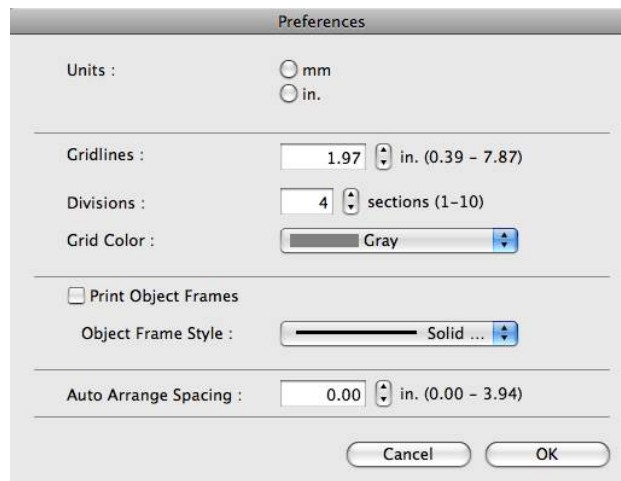 Preferences
Units : mm
in.
Gridlines : 1.97 in. (0.39 – 7.87)
Divisions : 4 sections (1–10)
Grid Color : Gray
Print Object Frames
Object Frame Style : Solid ...
Auto Arrange Spacing : 0.00 in. (0.00 – 3.94)
Cancel OK